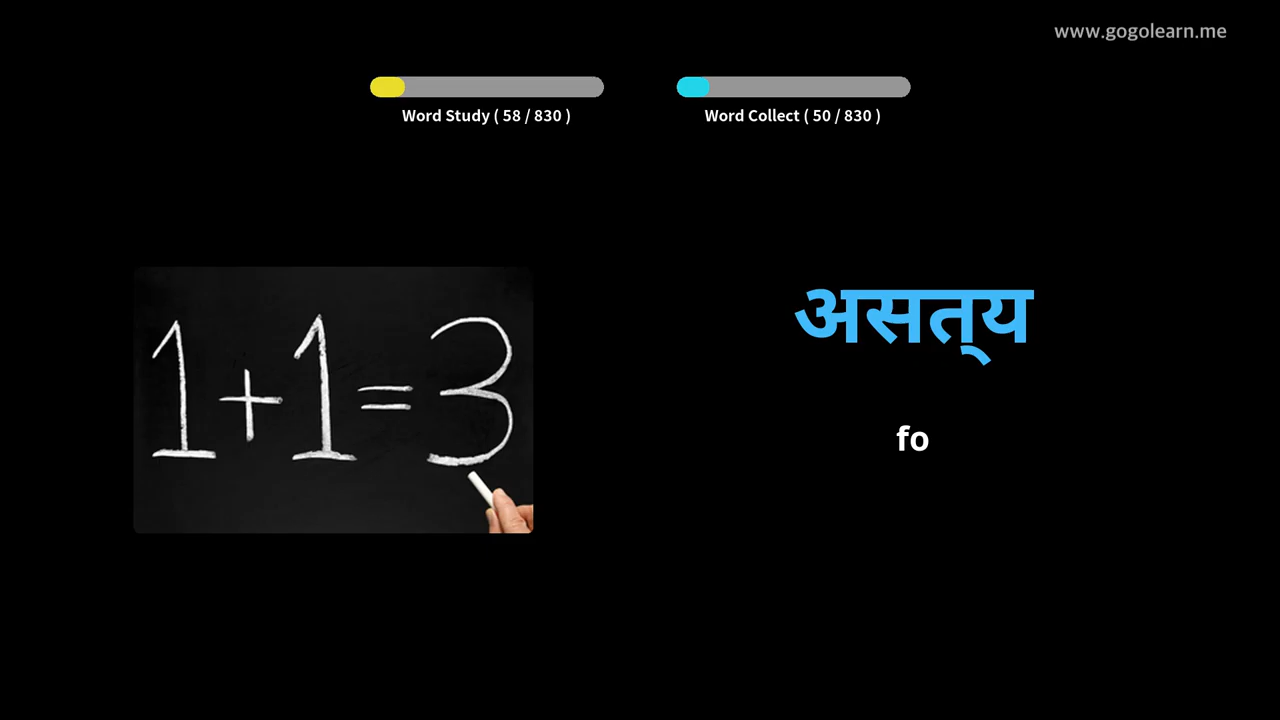 www.gogolearn.me
Word Study ( 58 / 830 )
Word Collect ( 50 / 830 )
1+1=3
असत्य
fo